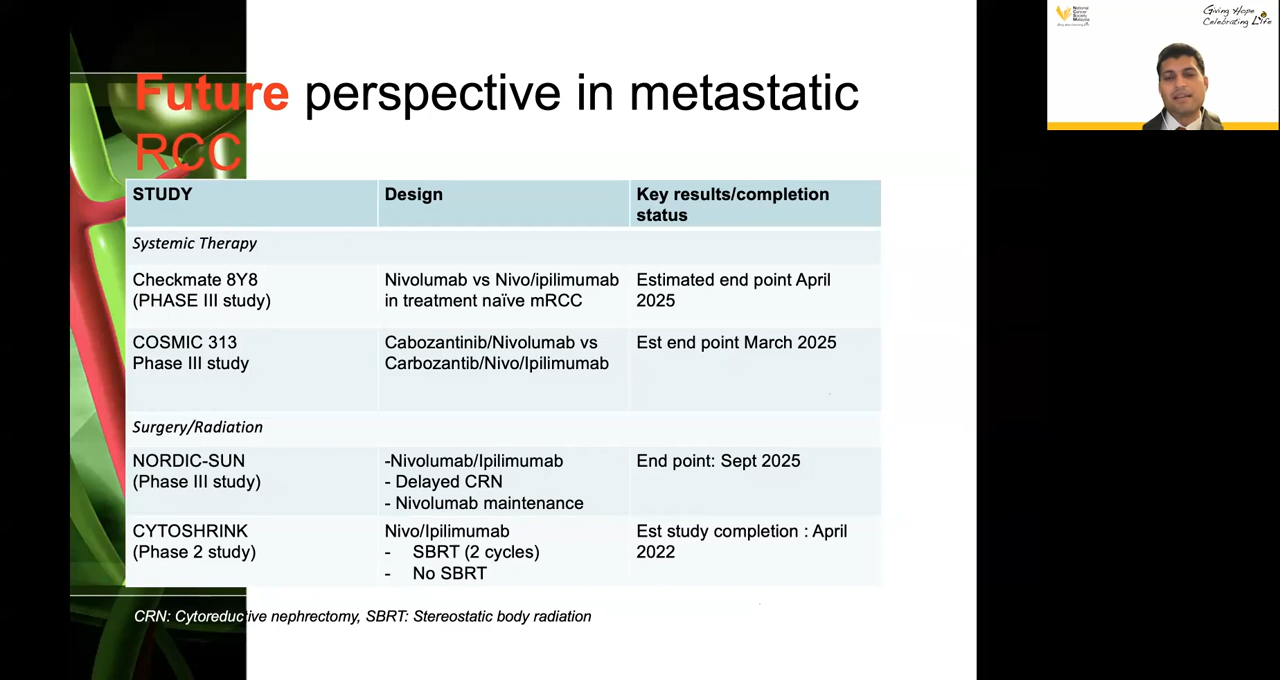 Future perspective in metastatic
RCC
STUDY
Design
Key results/completion
status
Systemic Therapy
Checkmate 8Y8
(PHASE III study)
Nivolumab vs Nivo/ipilimumab
in treatment naïve mRCC
Estimated end point April
2025
COSMIC 313
Phase III study
Cabozantinib/Nivolumab vs
Carbozantib/Nivo/Ipilimumab
Est end point March 2025
Surgery/Radiation
NORDIC-SUN
(Phase III study)
-Nivolumab/Ipilimumab
- Delayed CRN
- Nivolumab maintenance
End point: Sept 2025
CYTOSHRINK
(Phase 2 study)
Nivo/Ipilimumab
- SBRT (2 cycles)
- No SBRT
Est study completion : April
2022
CRN: Cytoreductive nephrectomy, SBRT: Stereostatic body radiation
National
Cancer
Society
Malaysia
Giving Hope
Celebrating Life